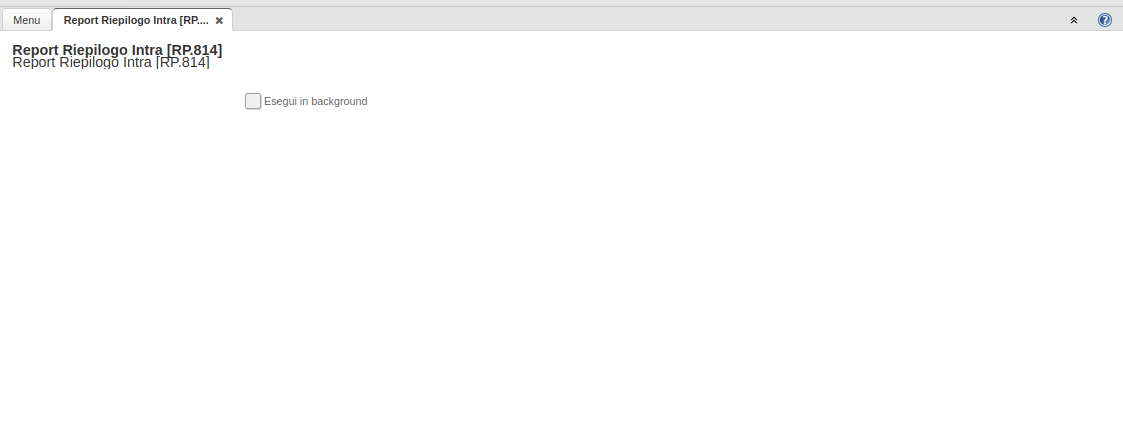 Menu Report Riepilogo Intra [RP....
Report Riepilogo Intra [RP.814]
Report Riepilogo Intra [RP.814]
Esegui in background